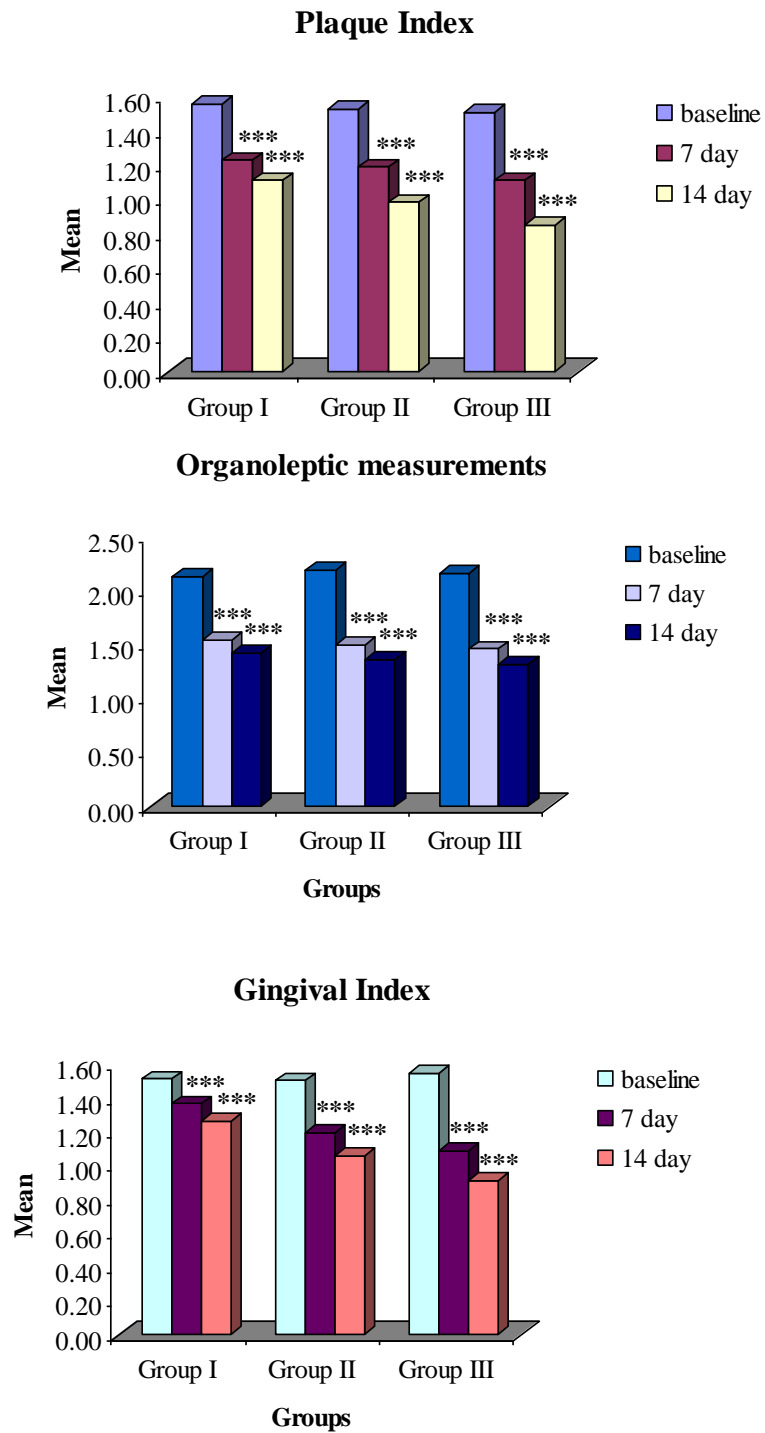 Plaque Index
1.60
1.40
1.20
1.00
0.80
0.60
0.40
0.20
0.00
Mean
*** *** *** *** *** ***
Group I Group II Group III
baseline
7 day
14 day
Organoleptic measurements
2.50
2.00
1.50
1.00
0.50
0.00
Mean
*** *** *** *** *** ***
Group I Group II Group III
Groups
baseline
7 day
14 day
Gingival Index
1.60
1.40
1.20
1.00
0.80
0.60
0.40
0.20
0.00
Mean
*** *** *** *** *** ***
Group I Group II Group III
Groups
baseline
7 day
14 day